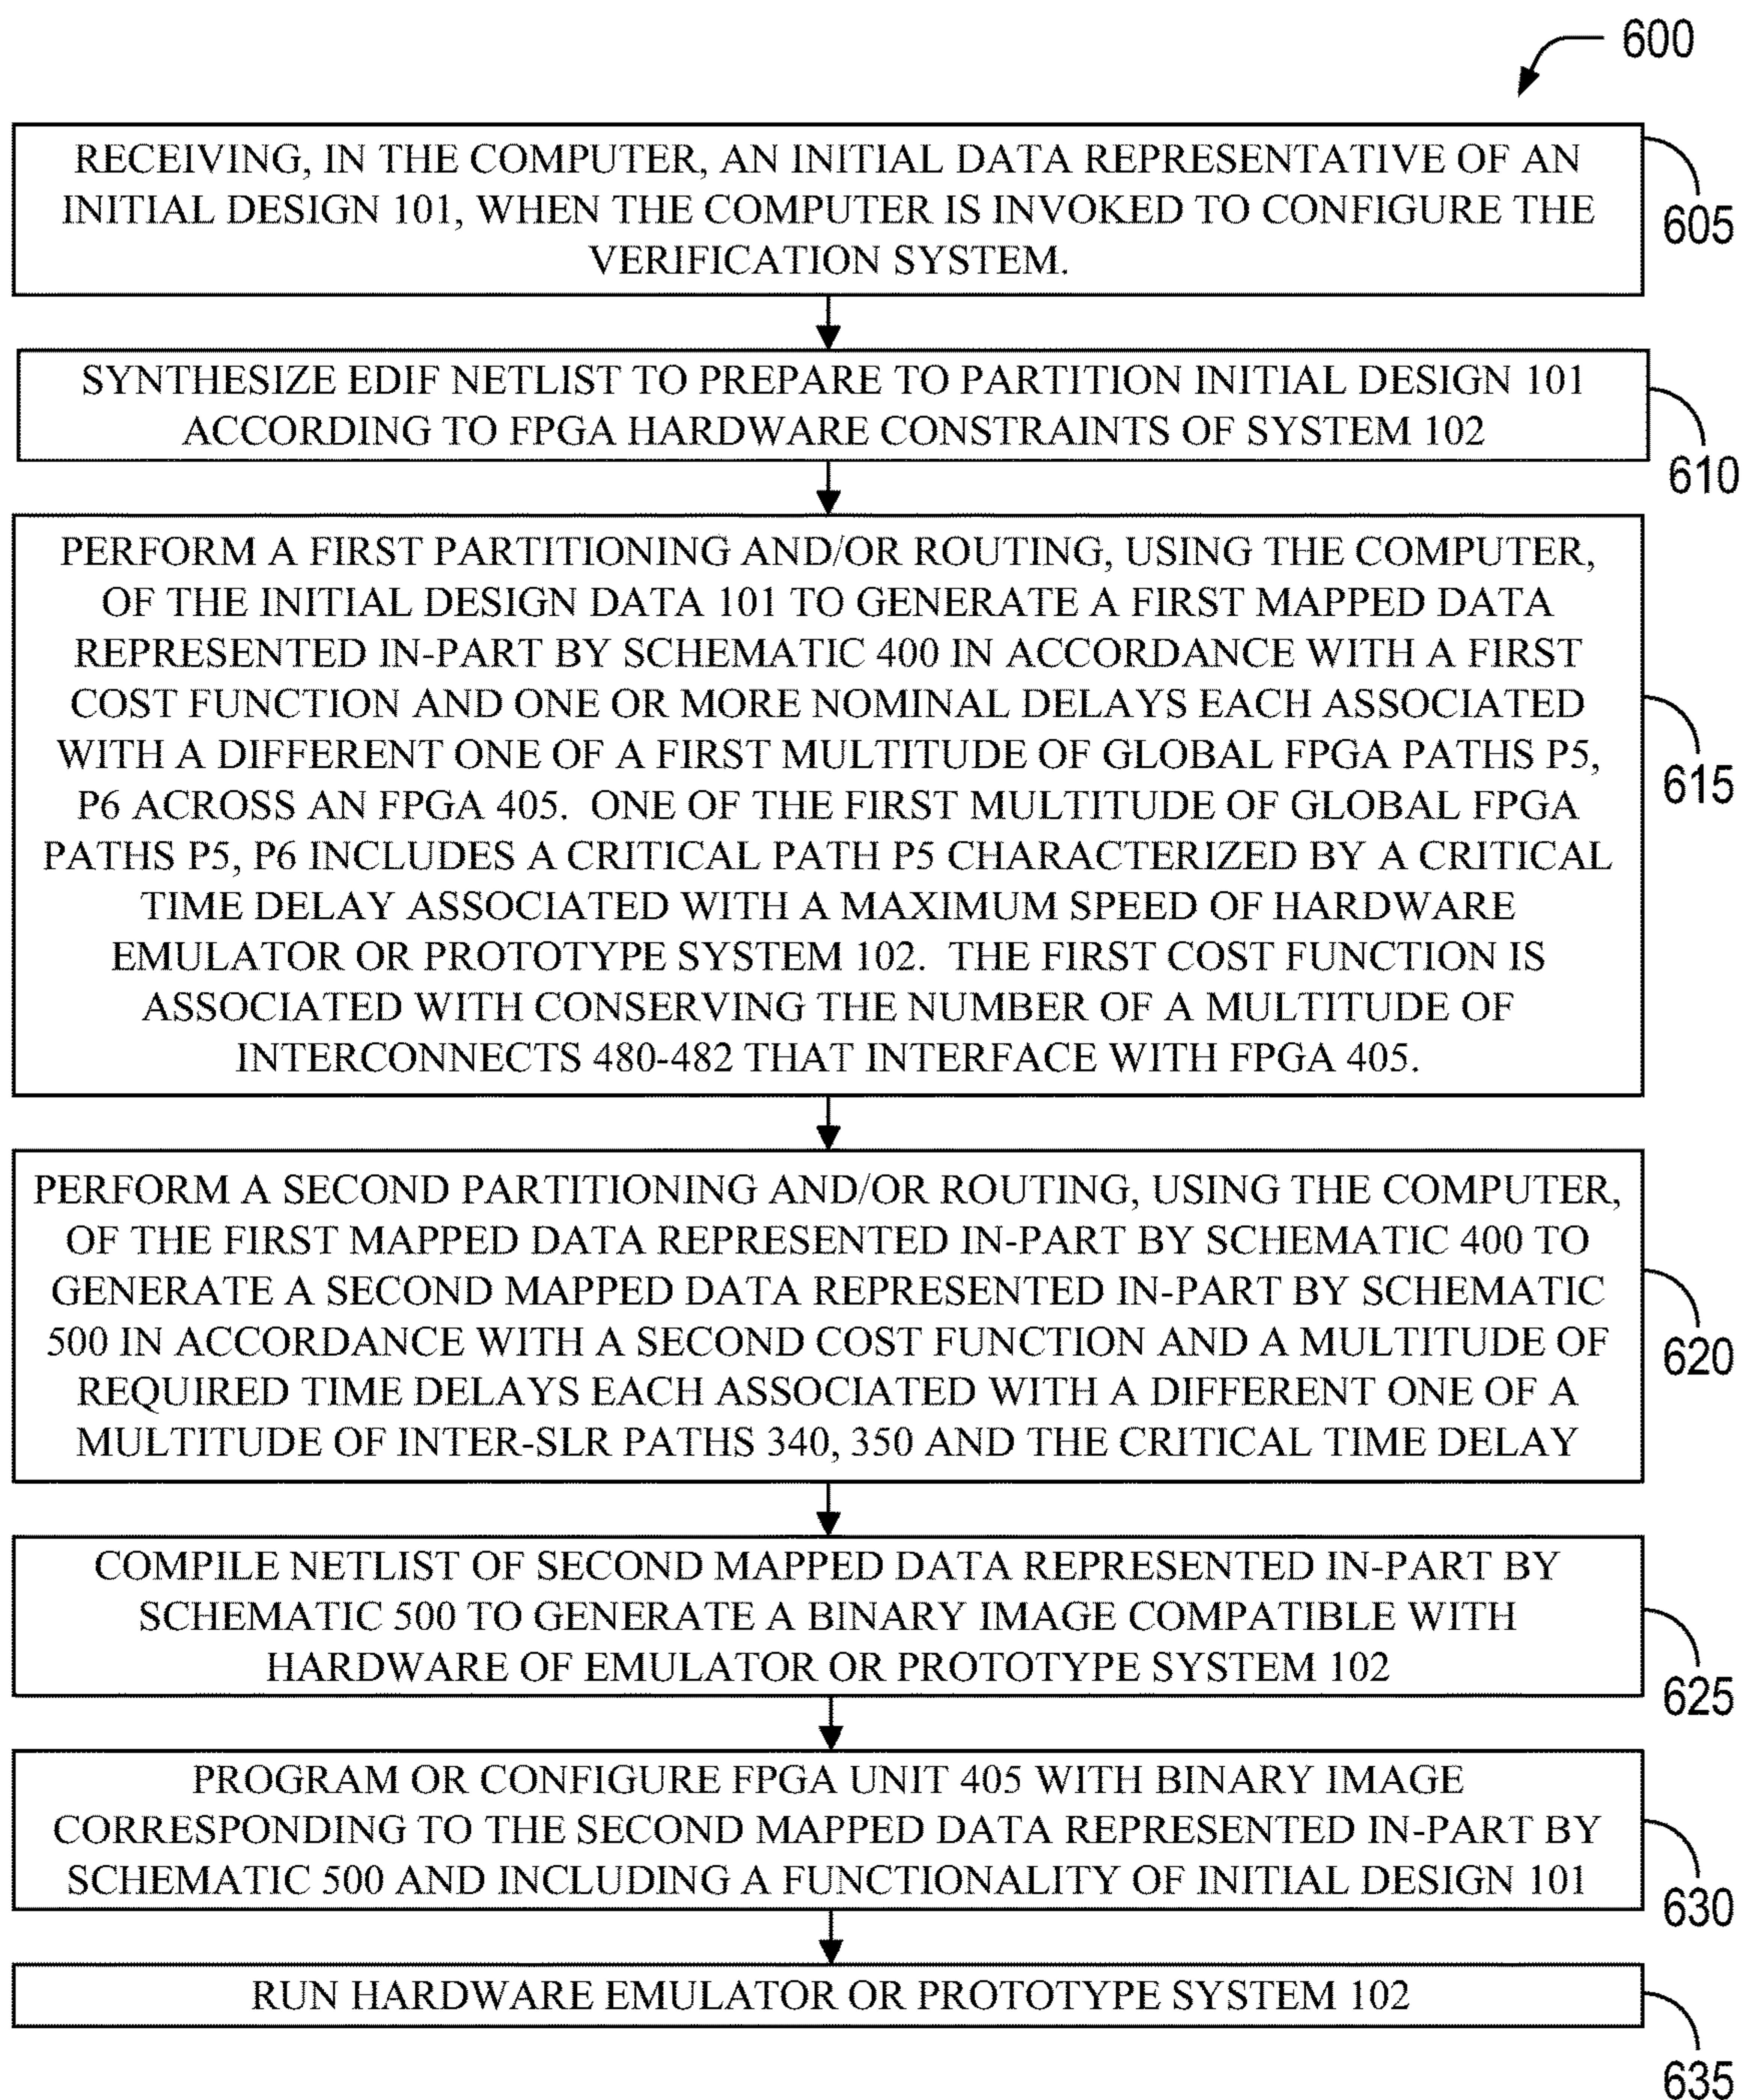 600
RECEIVING, IN THE COMPUTER, AN INITIAL DATA REPRESENTATIVE OF AN
INITIAL DESIGN 101, WHEN THE COMPUTER IS INVOKED TO CONFIGURE THE
VERIFICATION SYSTEM.
605
SYNTHESIZE EDIF NETLIST TO PREPARE TO PARTITION INITIAL DESIGN 101
ACCORDING TO FPGA HARDWARE CONSTRAINTS OF SYSTEM 102
610
PERFORM A FIRST PARTITIONING AND/OR ROUTING, USING THE COMPUTER,
OF THE INITIAL DESIGN DATA 101 TO GENERATE A FIRST MAPPED DATA
REPRESENTED IN-PART BY SCHEMATIC 400 IN ACCORDANCE WITH A FIRST
COST FUNCTION AND ONE OR MORE NOMINAL DELAYS EACH ASSOCIATED
WITH A DIFFERENT ONE OF A FIRST MULTITUDE OF GLOBAL FPGA PATHS P5,
P6 ACROSS AN FPGA 405. ONE OF THE FIRST MULTITUDE OF GLOBAL FPGA
PATHS P5, P6 INCLUDES A CRITICAL PATH P5 CHARACTERIZED BY A CRITICAL
TIME DELAY ASSOCIATED WITH A MAXIMUM SPEED OF HARDWARE
EMULATOR OR PROTOTYPE SYSTEM 102. THE FIRST COST FUNCTION IS
ASSOCIATED WITH CONSERVING THE NUMBER OF A MULTITUDE OF
INTERCONNECTS 480-482 THAT INTERFACE WITH FPGA 405.
615
PERFORM A SECOND PARTITIONING AND/OR ROUTING, USING THE COMPUTER,
OF THE FIRST MAPPED DATA REPRESENTED IN-PART BY SCHEMATIC 400 TO
GENERATE A SECOND MAPPED DATA REPRESENTED IN-PART BY SCHEMATIC
500 IN ACCORDANCE WITH A SECOND COST FUNCTION AND A MULTITUDE OF
REQUIRED TIME DELAYS EACH ASSOCIATED WITH A DIFFERENT ONE OF A
MULTITUDE OF INTER-SLR PATHS 340, 350 AND THE CRITICAL TIME DELAY
620
COMPILE NETLIST OF SECOND MAPPED DATA REPRESENTED IN-PART BY
SCHEMATIC 500 TO GENERATE A BINARY IMAGE COMPATIBLE WITH
HARDWARE OF EMULATOR OR PROTOTYPE SYSTEM 102
625
PROGRAM OR CONFIGURE FPGA UNIT 405 WITH BINARY IMAGE
CORRESPONDING TO THE SECOND MAPPED DATA REPRESENTED IN-PART BY
SCHEMATIC 500 AND INCLUDING A FUNCTIONALITY OF INITIAL DESIGN 101
630
RUN HARDWARE EMULATOR OR PROTOTYPE SYSTEM 102
635